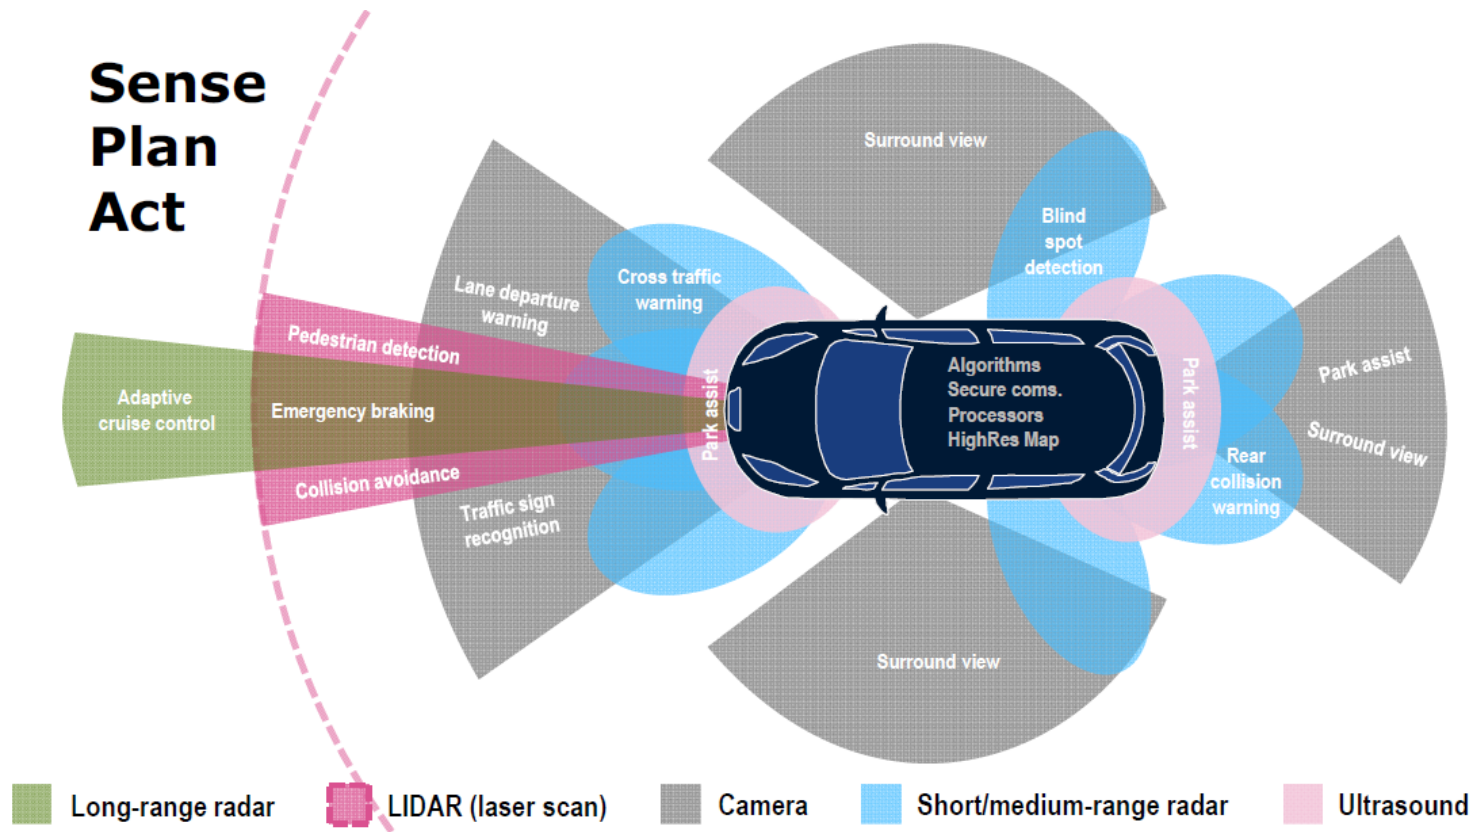 Sense
Plan
Act
Surround view
Blind
spot
detection
Cross traffic
warning
Lane departure
warning
Pedestrian detection
Adaptive
cruise control
Emergency braking
Collision avoidance
Traffic sign
recognition
Park assist
Algorithms
Secure coms.
Processors
HighRes Map
Park assist
Park assist
Surround view
Rear
collision
warning
Surround view
Long-range radar
LIDAR (laser scan)
Camera
Short/medium-range radar
Ultrasound